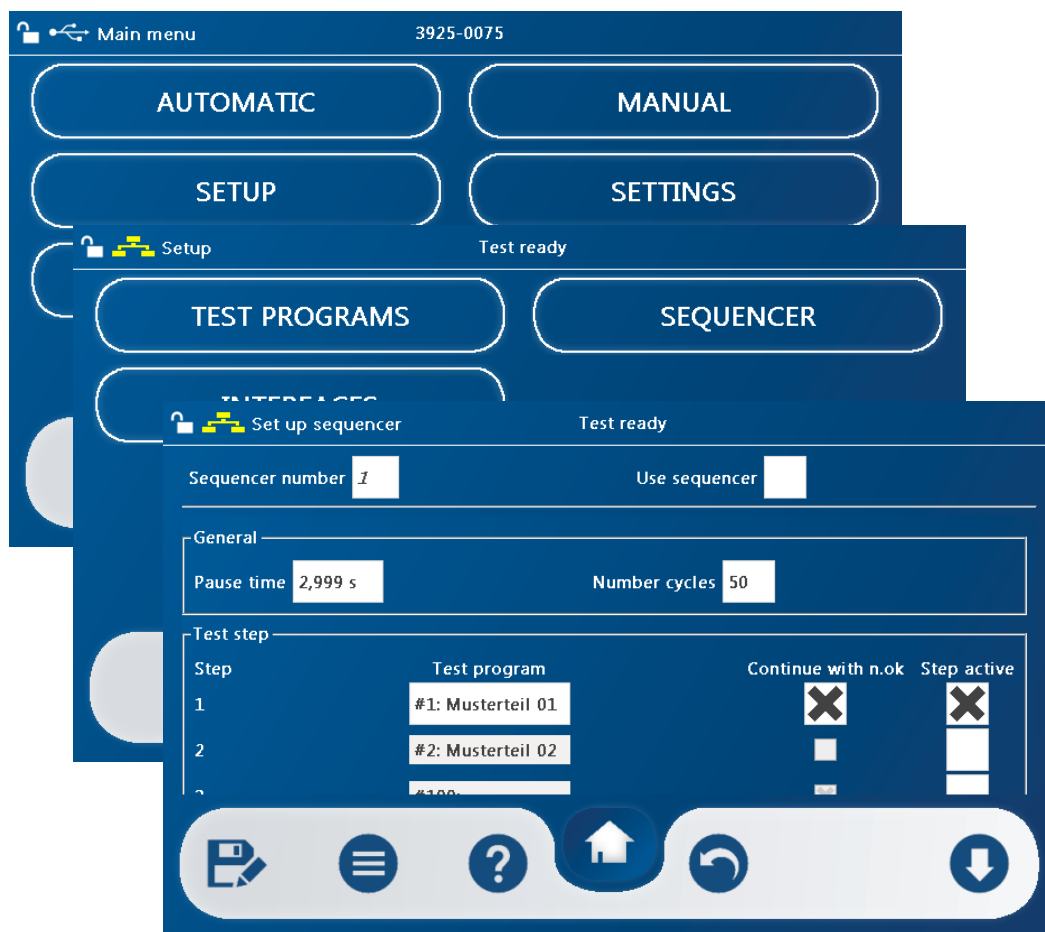 Main menu 3925-0075
AUTOMATIC MANUAL
SETUP SETTINGS
Setup Test ready
TEST PROGRAMS SEQUENCER
INTERFACES
Set up sequencer Test ready
Sequencer number 1 Use sequencer
General
Pause time 2,999 s Number cycles 50
Test step
Step Test program Continue with n.ok Step active
1 #1: Musterteil 01
2 #2: Musterteil 02